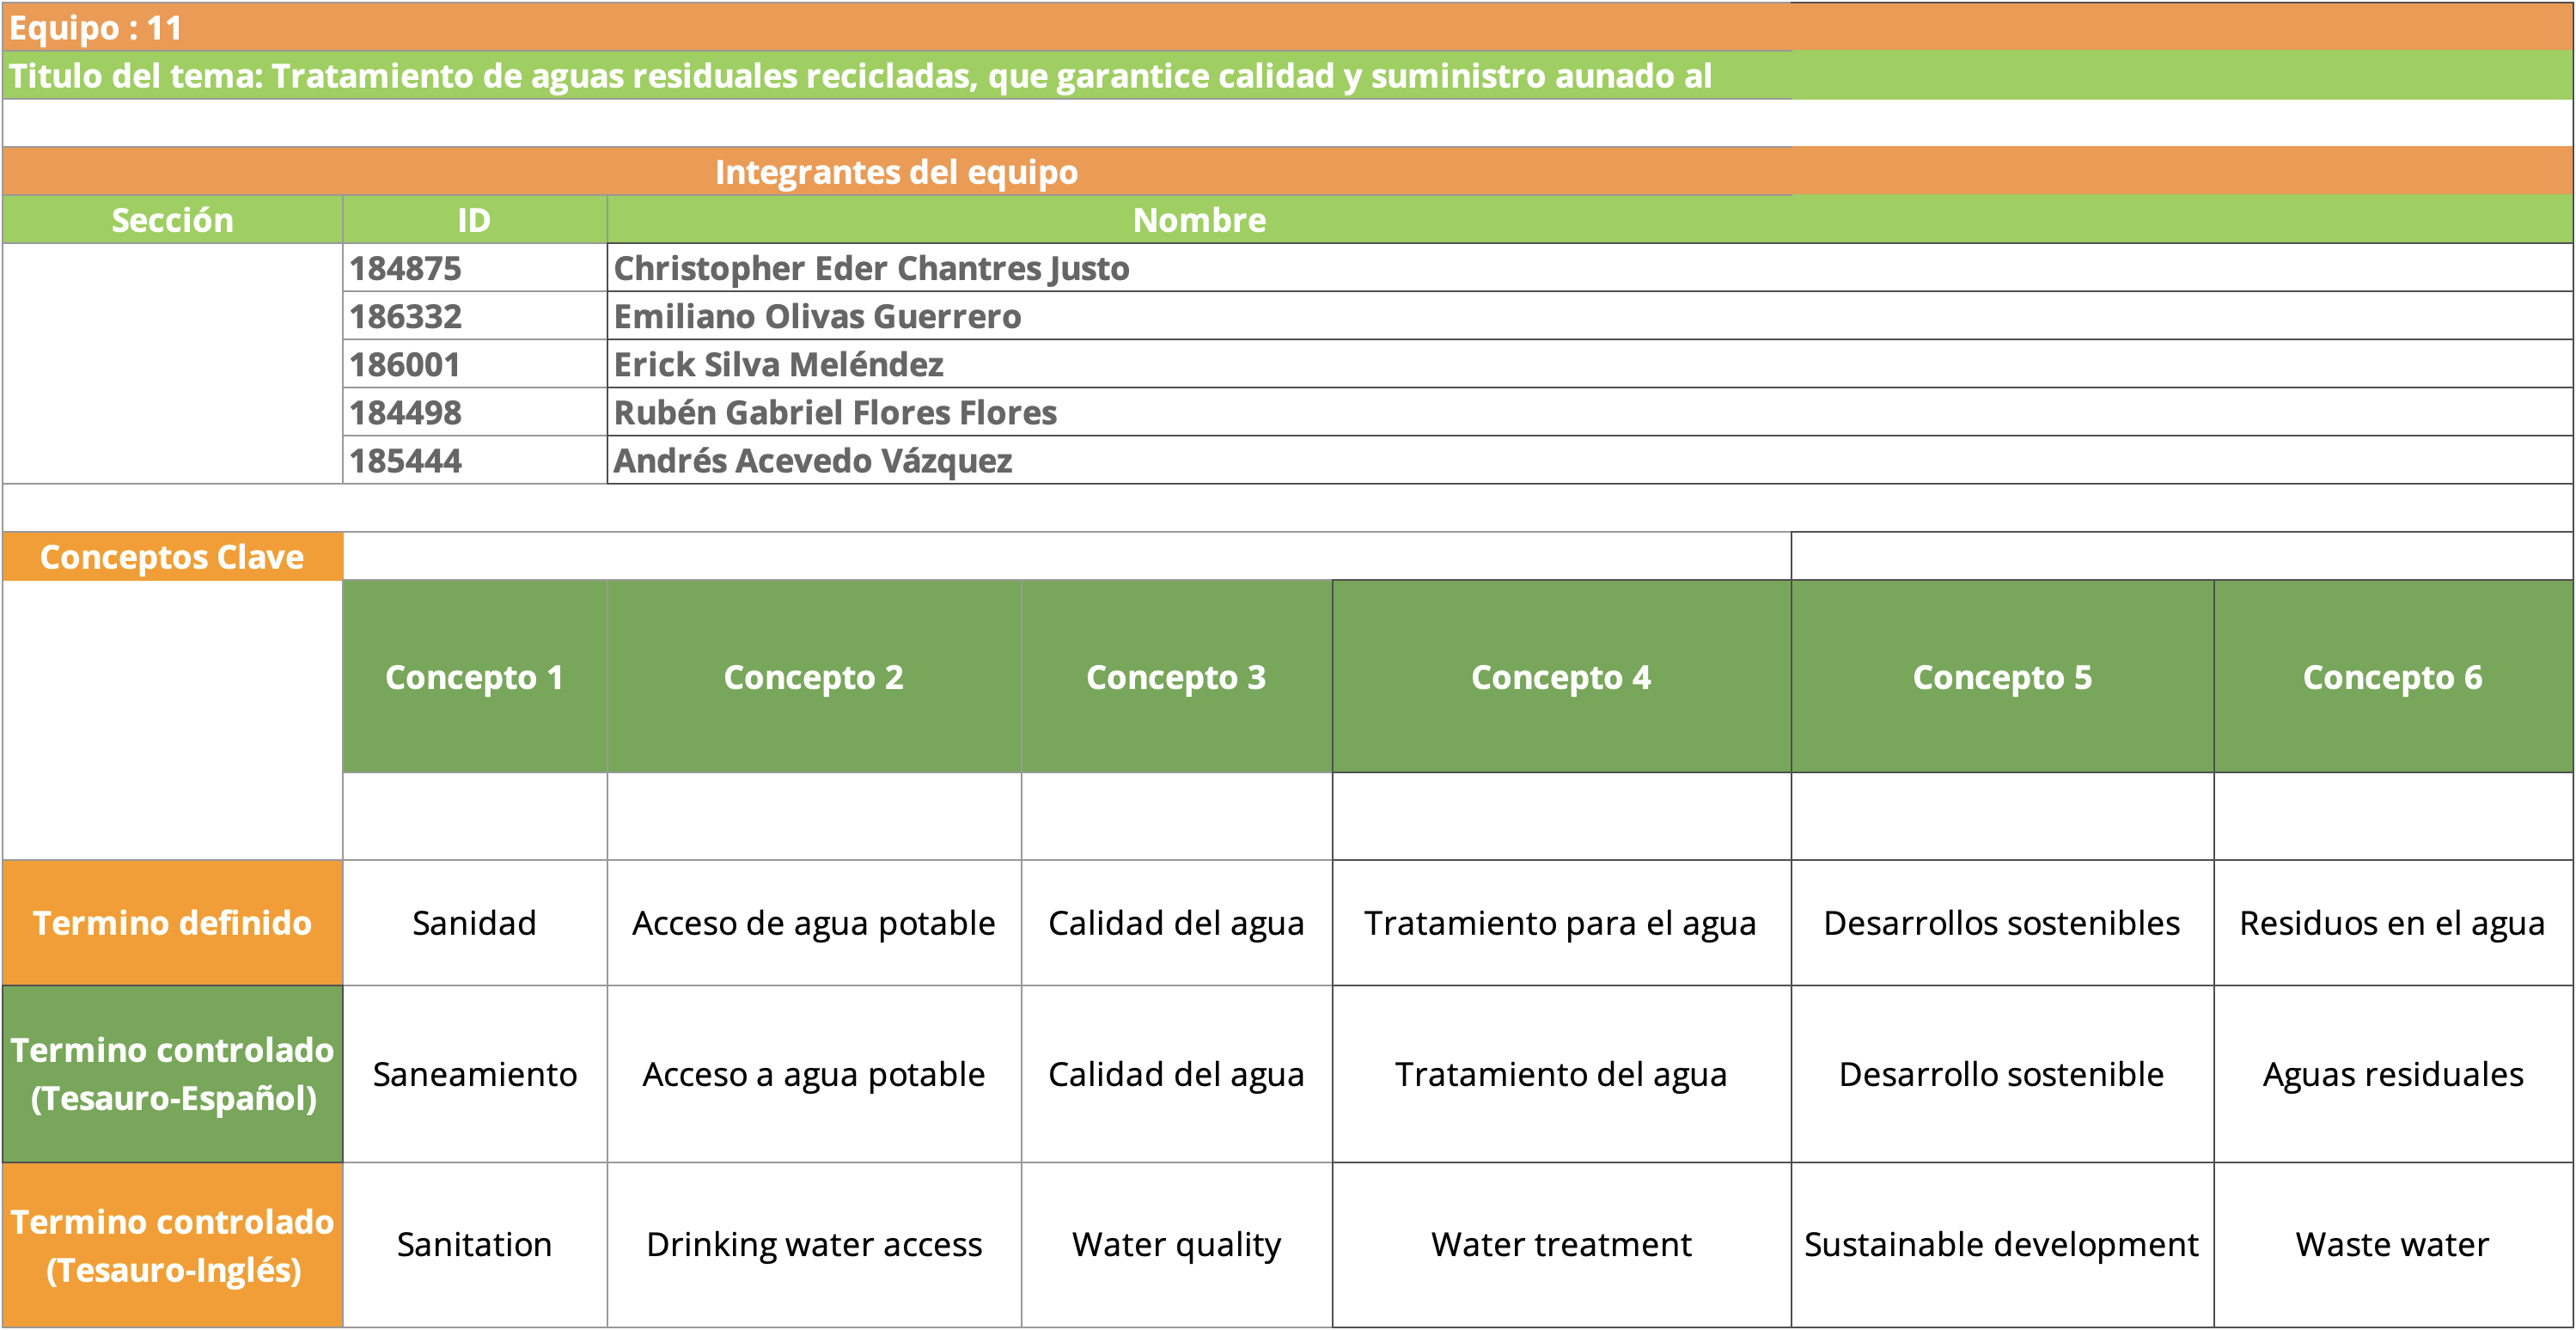 Equipo : 11
Titulo del tema: Tratamiento de aguas residuales recicladas, que garantice calidad y suministro aunado al
Integrantes del equipo
Sección ID Nombre
184875 Christopher Eder Chantres Justo
186332 Emiliano Olivas Guerrero
186001 Erick Silva Meléndez
184498 Rubén Gabriel Flores Flores
185444 Andrés Acevedo Vázquez
Conceptos Clave
Concepto 1 Concepto 2 Concepto 3 Concepto 4 Concepto 5 Concepto 6
Termino definido Sanidad Acceso de agua potable Calidad del agua Tratamiento para el agua Desarrollos sostenibles Residuos en el agua
Termino controlado
(Tesauro-Español) Saneamiento Acceso a agua potable Calidad del agua Tratamiento del agua Desarrollo sostenible Aguas residuales
Termino controlado
(Tesauro-Inglés) Sanitation Drinking water access Water quality Water treatment Sustainable development Waste water